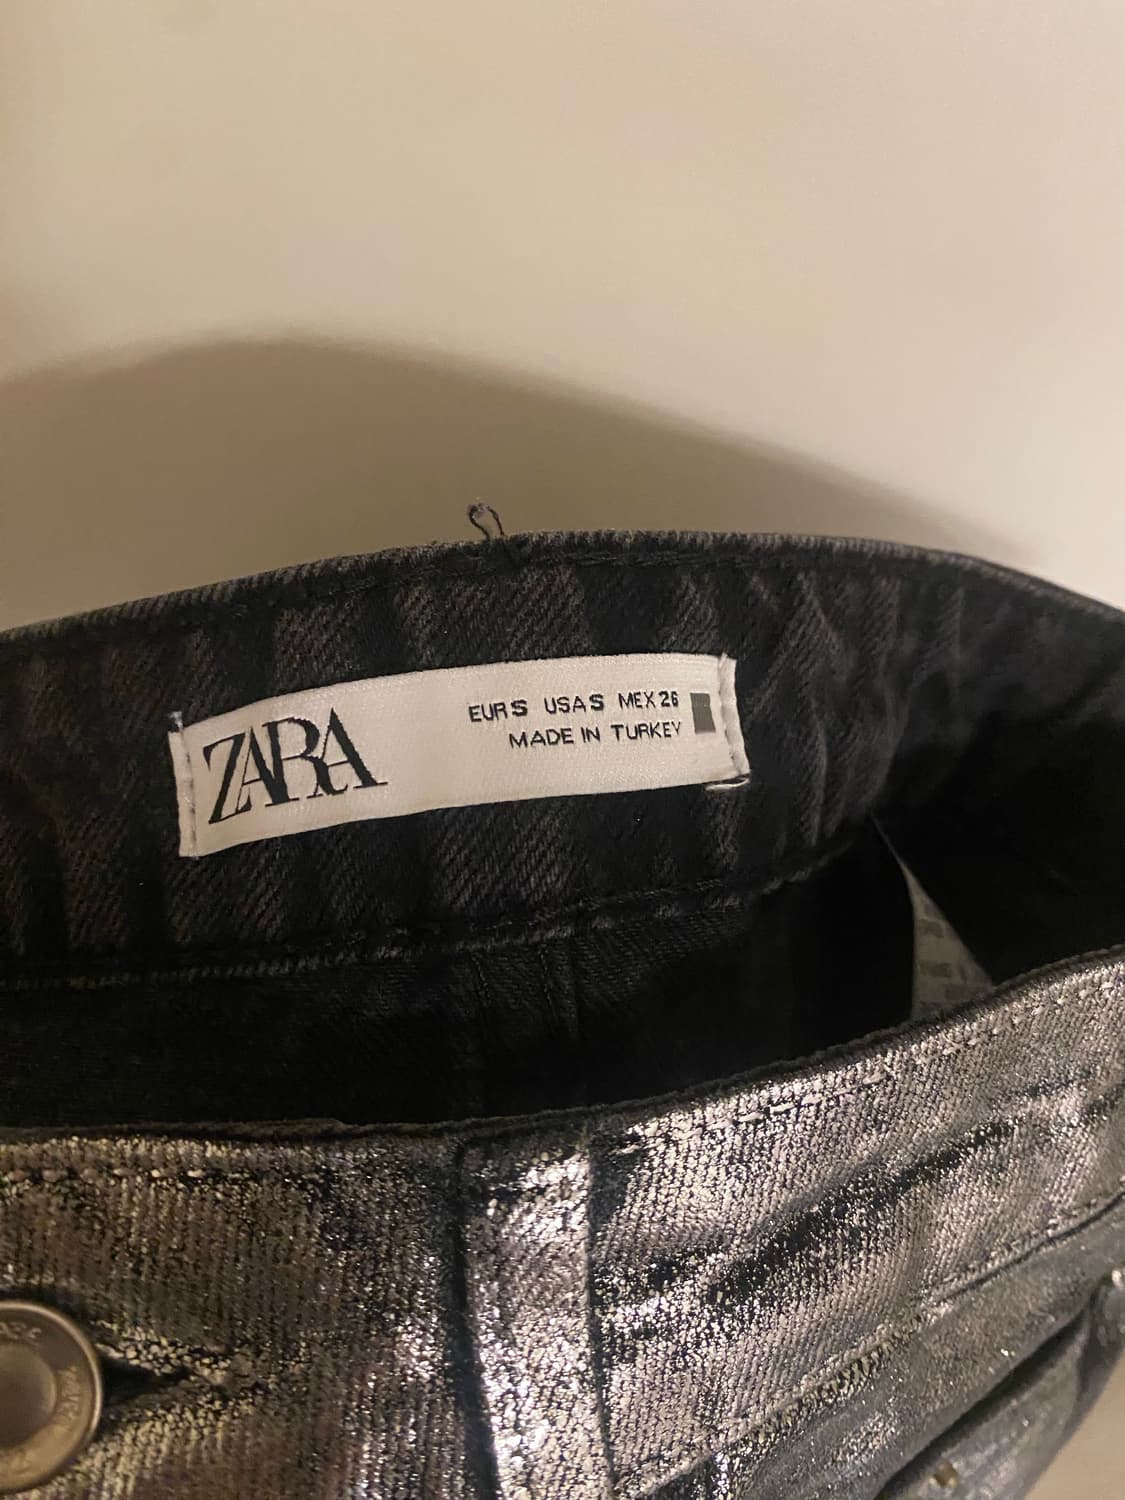 ZARA
EUR S USA S MEX 26
MADE IN TURKEY